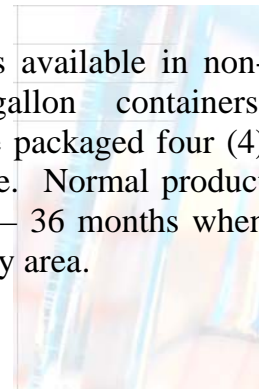 s available in non-
gallon containers
packaged four (4)
e. Normal product
– 36 months when
y area.